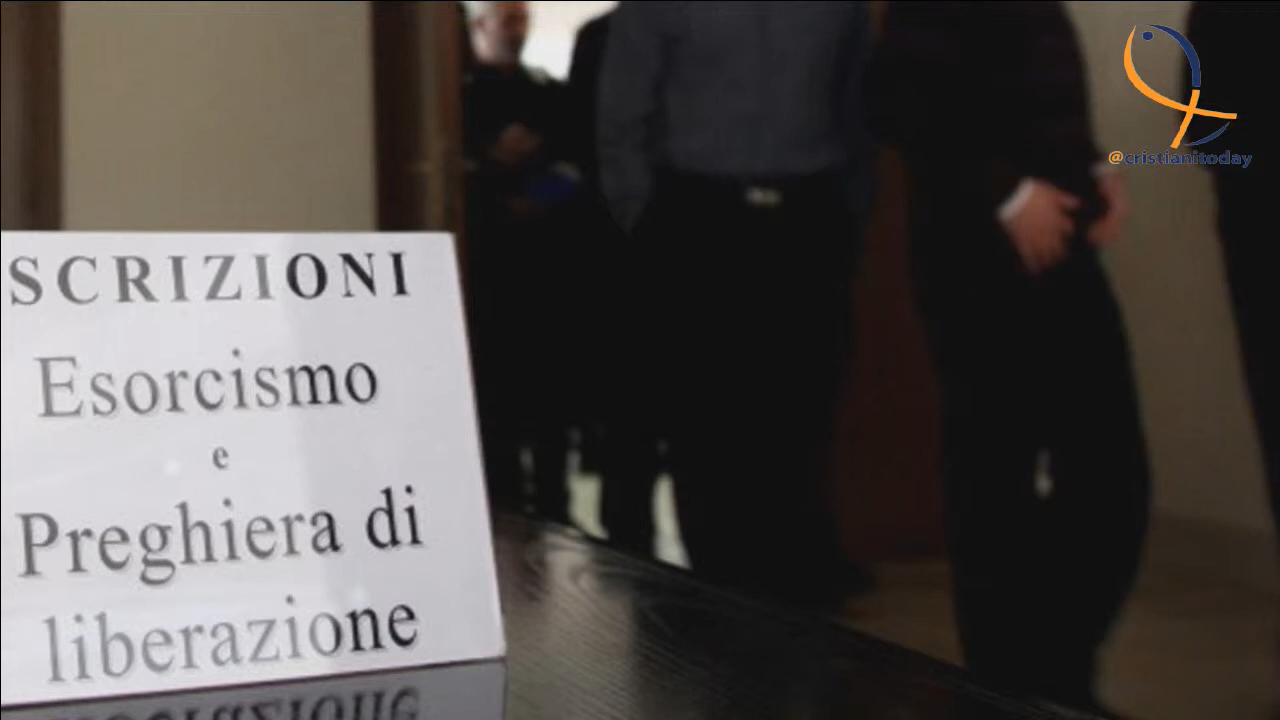 SCRIZIONI
Esorcismo
e
Preghiera di
liberazione
@cristianitoday